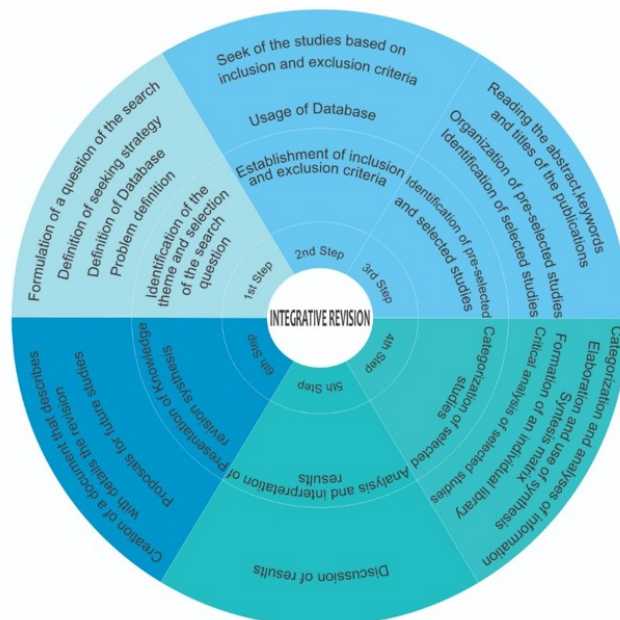 INTEGRATIVE REVISION
1st Step
Identification of the
theme and selection
of the search
question
Formulation of a question of the search
Definition of seeking strategy
Definition of Database
Problem definition
2nd Step
Establishment of inclusion
and exclusion criteria
Seek of the studies based on
inclusion and exclusion criteria
Usage of Database
3rd Step
Identification of pre-selected
and selected studies
Reading the abstract,keywords
and titles of the publications
Organization of pre-selected studies
Identification of selected studies
4th Step
Categorization of selected
studies
Categorization and analyses of information
Elaboration and use of synthesis
Syntesis matrix
Formation of an individual library
Critical analysis of selected studies
5th Step
Analysis and interpretation of
results
Discussion of results
6th Step
Presentation of Knowledge
revision systhesis
Creation of a document that describes
with details the revision
Proposals for future studies